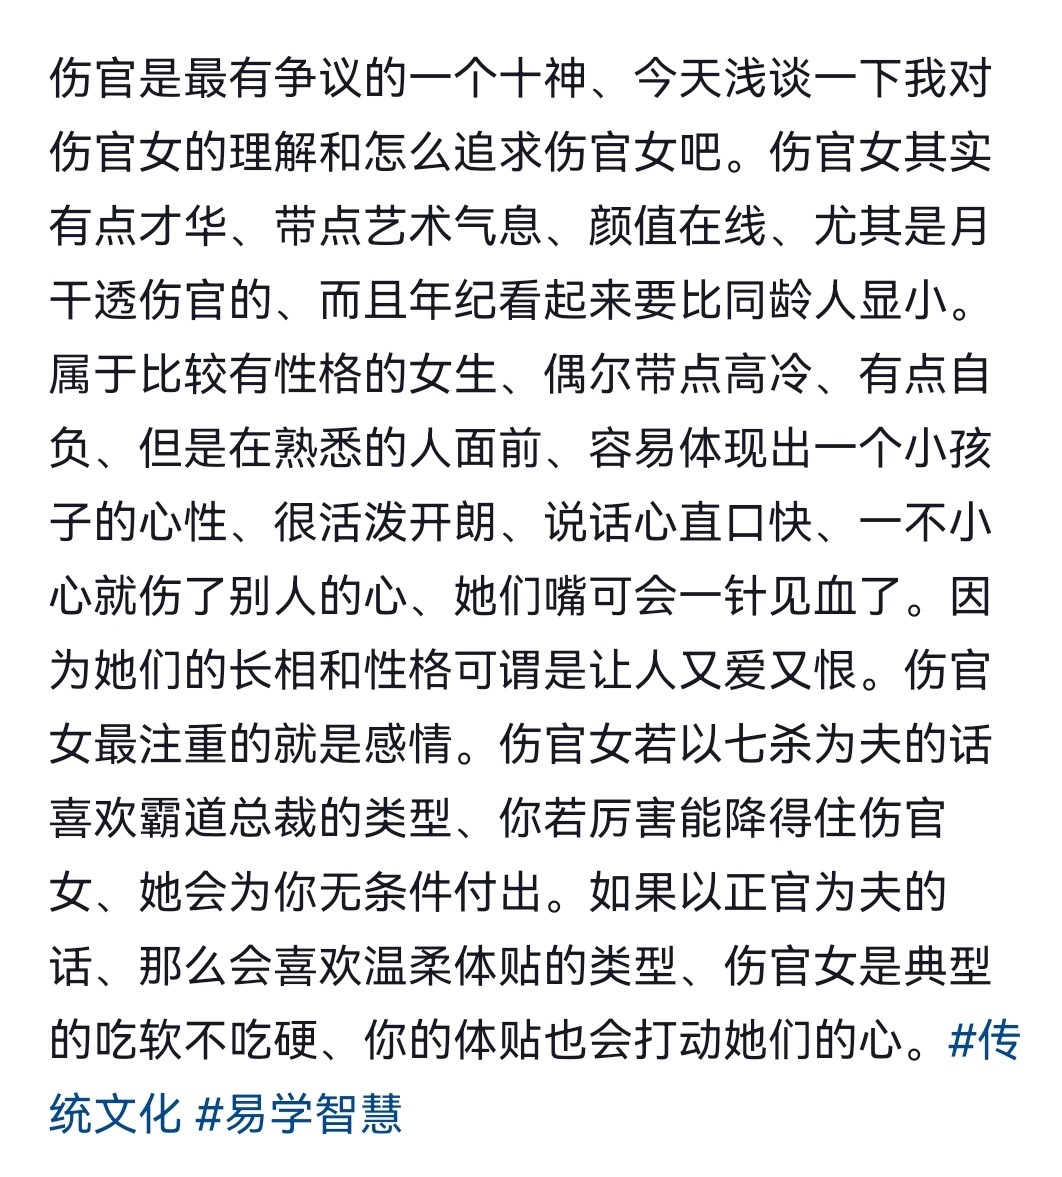 伤官是最有争议的一个十神、今天浅谈一下我对
伤官女的理解和怎么追求伤官女吧。伤官女其实
有点才华、带点艺术气息、颜值在线、尤其是月
干透伤官的、而且年纪看起来要比同龄人显小。
属于比较有性格的女生、偶尔带点高冷、有点自
负、但是在熟悉的人面前、容易体现出一个小孩
子的心性、很活泼开朗、说话心直口快、一不小
心就伤了别人的心、她们嘴可会一针见血了。因
为她们的长相和性格可谓是让人又爱又恨。伤官
女最注重的就是感情。伤官女若以七杀为夫的话
喜欢霸道总裁的类型、你若厉害能降得住伤官
女、她会为你无条件付出。如果以正官为夫的
话、那么会喜欢温柔体贴的类型、伤官女是典型
的吃软不吃硬、你的体贴也会打动她们的心。#传
统文化 #易学智慧